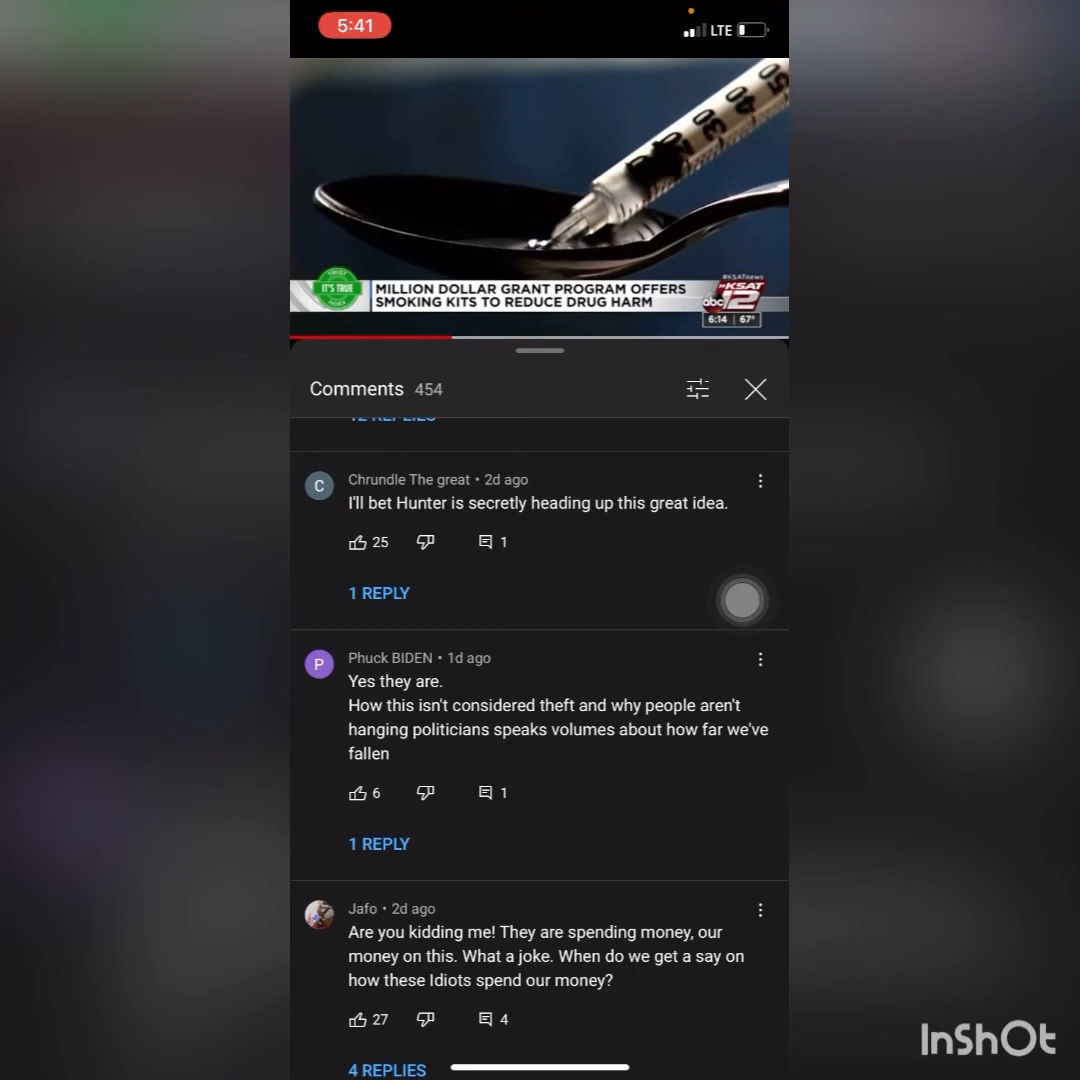 5:41
LTE
50
40
30
TRUST
IT'S TRUE
INDEX
MILLION DOLLAR GRANT PROGRAM OFFERS
SMOKING KITS TO REDUCE DRUG HARM
#KSATnews
KSAT
abc 12
6:14 67°
Comments 454
12 REPLIES
C
Chrundle The great • 2d ago
I'll bet Hunter is secretly heading up this great idea.
25 1
1 REPLY
P
Phuck BIDEN • 1d ago
Yes they are.
How this isn't considered theft and why people aren't
hanging politicians speaks volumes about how far we've
fallen
6 1
1 REPLY
Jafo • 2d ago
Are you kidding me! They are spending money, our
money on this. What a joke. When do we get a say on
how these Idiots spend our money?
27 4
4 REPLIES
InShOt